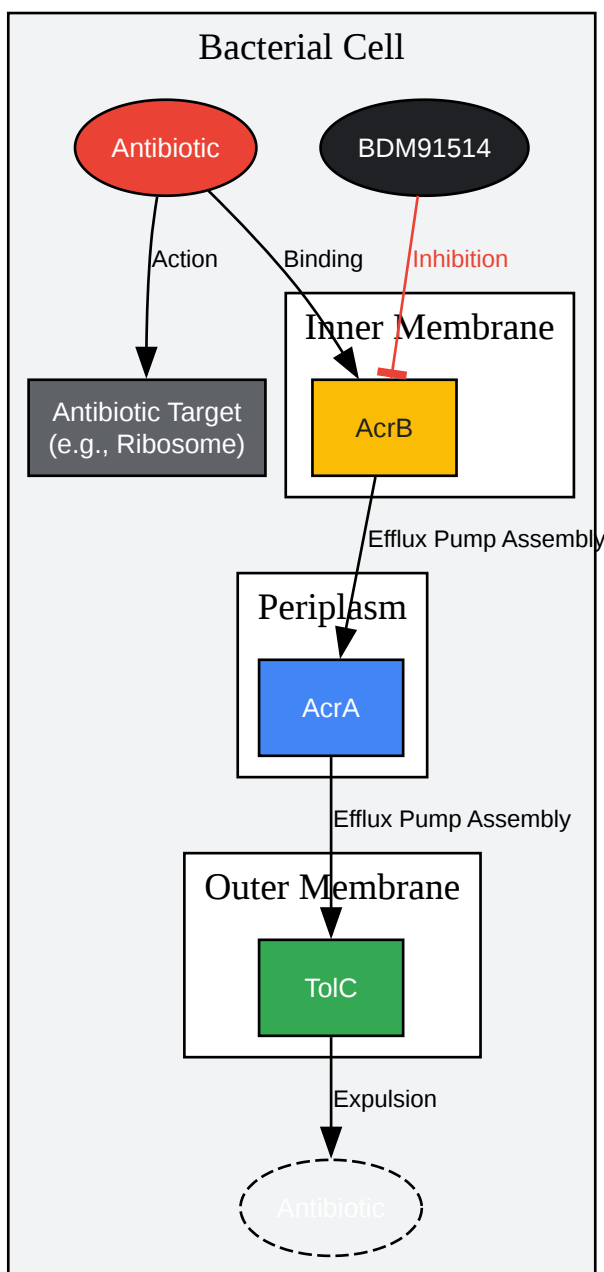 Bacterial Cell
Antibiotic
BDM91514
Action
Binding
Inhibition
Inner Membrane
Antibiotic Target
(e.g., Ribosome)
AcrB
Efflux Pump Assembly
Periplasm
AcrA
Efflux Pump Assembly
Outer Membrane
TolC
Expulsion
Antibiotic